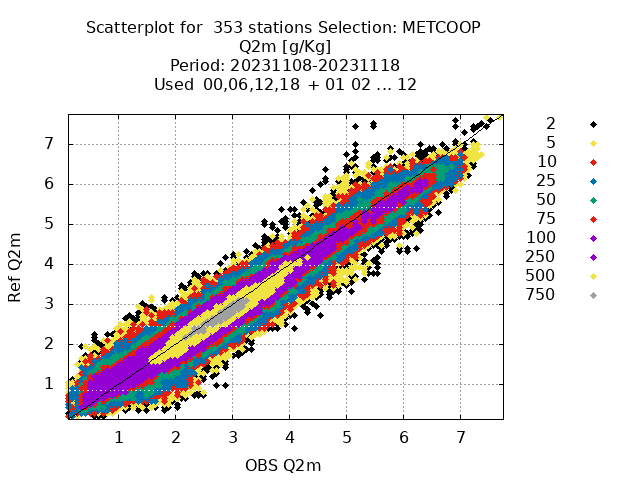 Scatterplot for  353 stations Selection: METCOOP
Q2m [g/Kg]
Period: 20231108-20231118
Used  00,06,12,18 + 01 02 ... 12
2
5
10
25
50
75
100
250
500
750
7
6
5
4
3
2
1
Ref Q2m
1 2 3 4 5 6 7
OBS Q2m